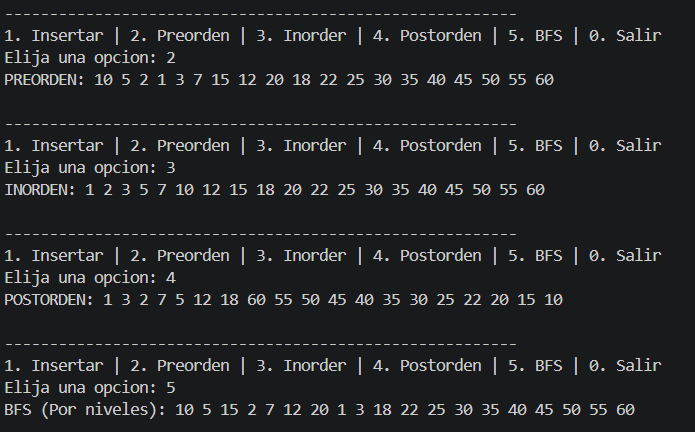 ---------------------------------------------------------
1. Insertar | 2. Preorden | 3. Inorder | 4. Postorden | 5. BFS | 0. Salir
Elija una opcion: 2
PREORDEN: 10 5 2 1 3 7 15 12 20 18 22 25 30 35 40 45 50 55 60
---------------------------------------------------------
1. Insertar | 2. Preorden | 3. Inorder | 4. Postorden | 5. BFS | 0. Salir
Elija una opcion: 3
INORDEN: 1 2 3 5 7 10 12 15 18 20 22 25 30 35 40 45 50 55 60
---------------------------------------------------------
1. Insertar | 2. Preorden | 3. Inorder | 4. Postorden | 5. BFS | 0. Salir
Elija una opcion: 4
POSTORDEN: 1 3 2 7 5 12 18 60 55 50 45 40 35 30 25 22 20 15 10
---------------------------------------------------------
1. Insertar | 2. Preorden | 3. Inorder | 4. Postorden | 5. BFS | 0. Salir
Elija una opcion: 5
BFS (Por niveles): 10 5 15 2 7 12 20 1 3 18 22 25 30 35 40 45 50 55 60